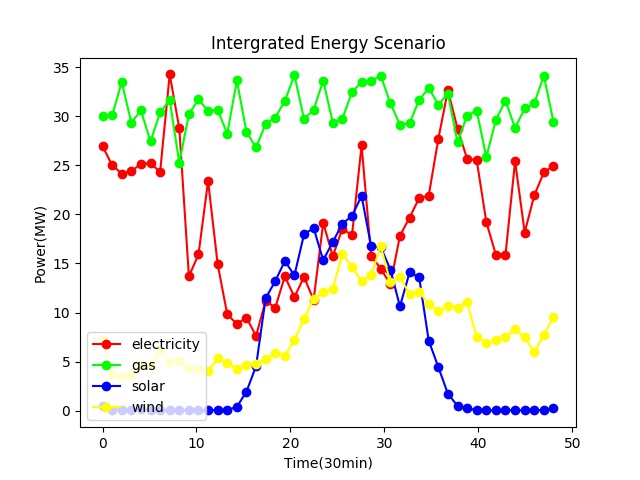 Intergrated Energy Scenario
Power(MW)
35
30
25
20
15
10
5
0
electricity
gas
solar
wind
0 10 20 30 40 50
Time(30min)